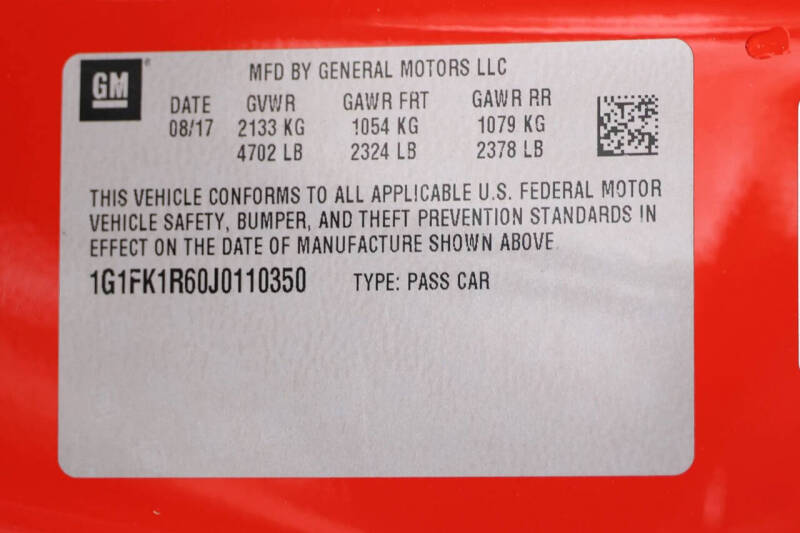 GM
MFD BY GENERAL MOTORS LLC
DATE GVWR GAWR FRT GAWR RR
08/17 2133 KG 1054 KG 1079 KG
4702 LB 2324 LB 2378 LB
THIS VEHICLE CONFORMS TO ALL APPLICABLE U.S. FEDERAL MOTOR
VEHICLE SAFETY, BUMPER, AND THEFT PREVENTION STANDARDS IN
EFFECT ON THE DATE OF MANUFACTURE SHOWN ABOVE.
1G1FK1R60J0110350 TYPE: PASS CAR